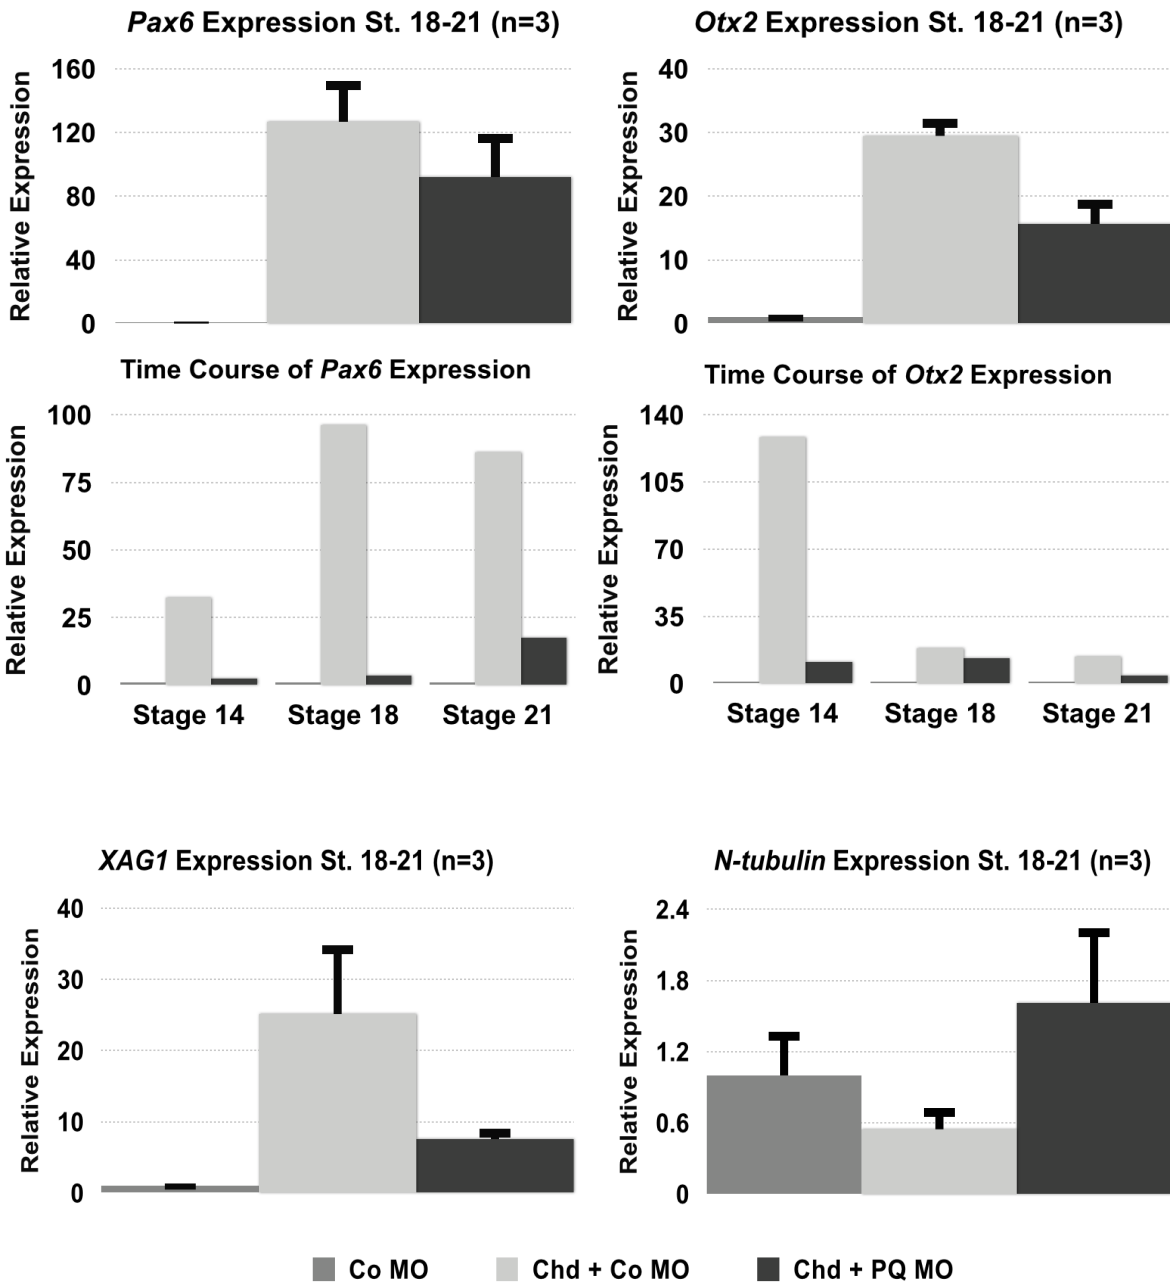 Pax6 Expression St. 18-21 (n=3)
Relative Expression
160
120
80
40
0
Otx2 Expression St. 18-21 (n=3)
Relative Expression
40
30
20
10
0
Time Course of Pax6 Expression
Relative Expression
100
75
50
25
0
Stage 14 Stage 18 Stage 21
Time Course of Otx2 Expression
Relative Expression
140
105
70
35
0
Stage 14 Stage 18 Stage 21
XAG1 Expression St. 18-21 (n=3)
Relative Expression
40
30
20
10
0
N-tubulin Expression St. 18-21 (n=3)
Relative Expression
2.4
1.8
1.2
0.6
0
Co MO Chd + Co MO Chd + PQ MO